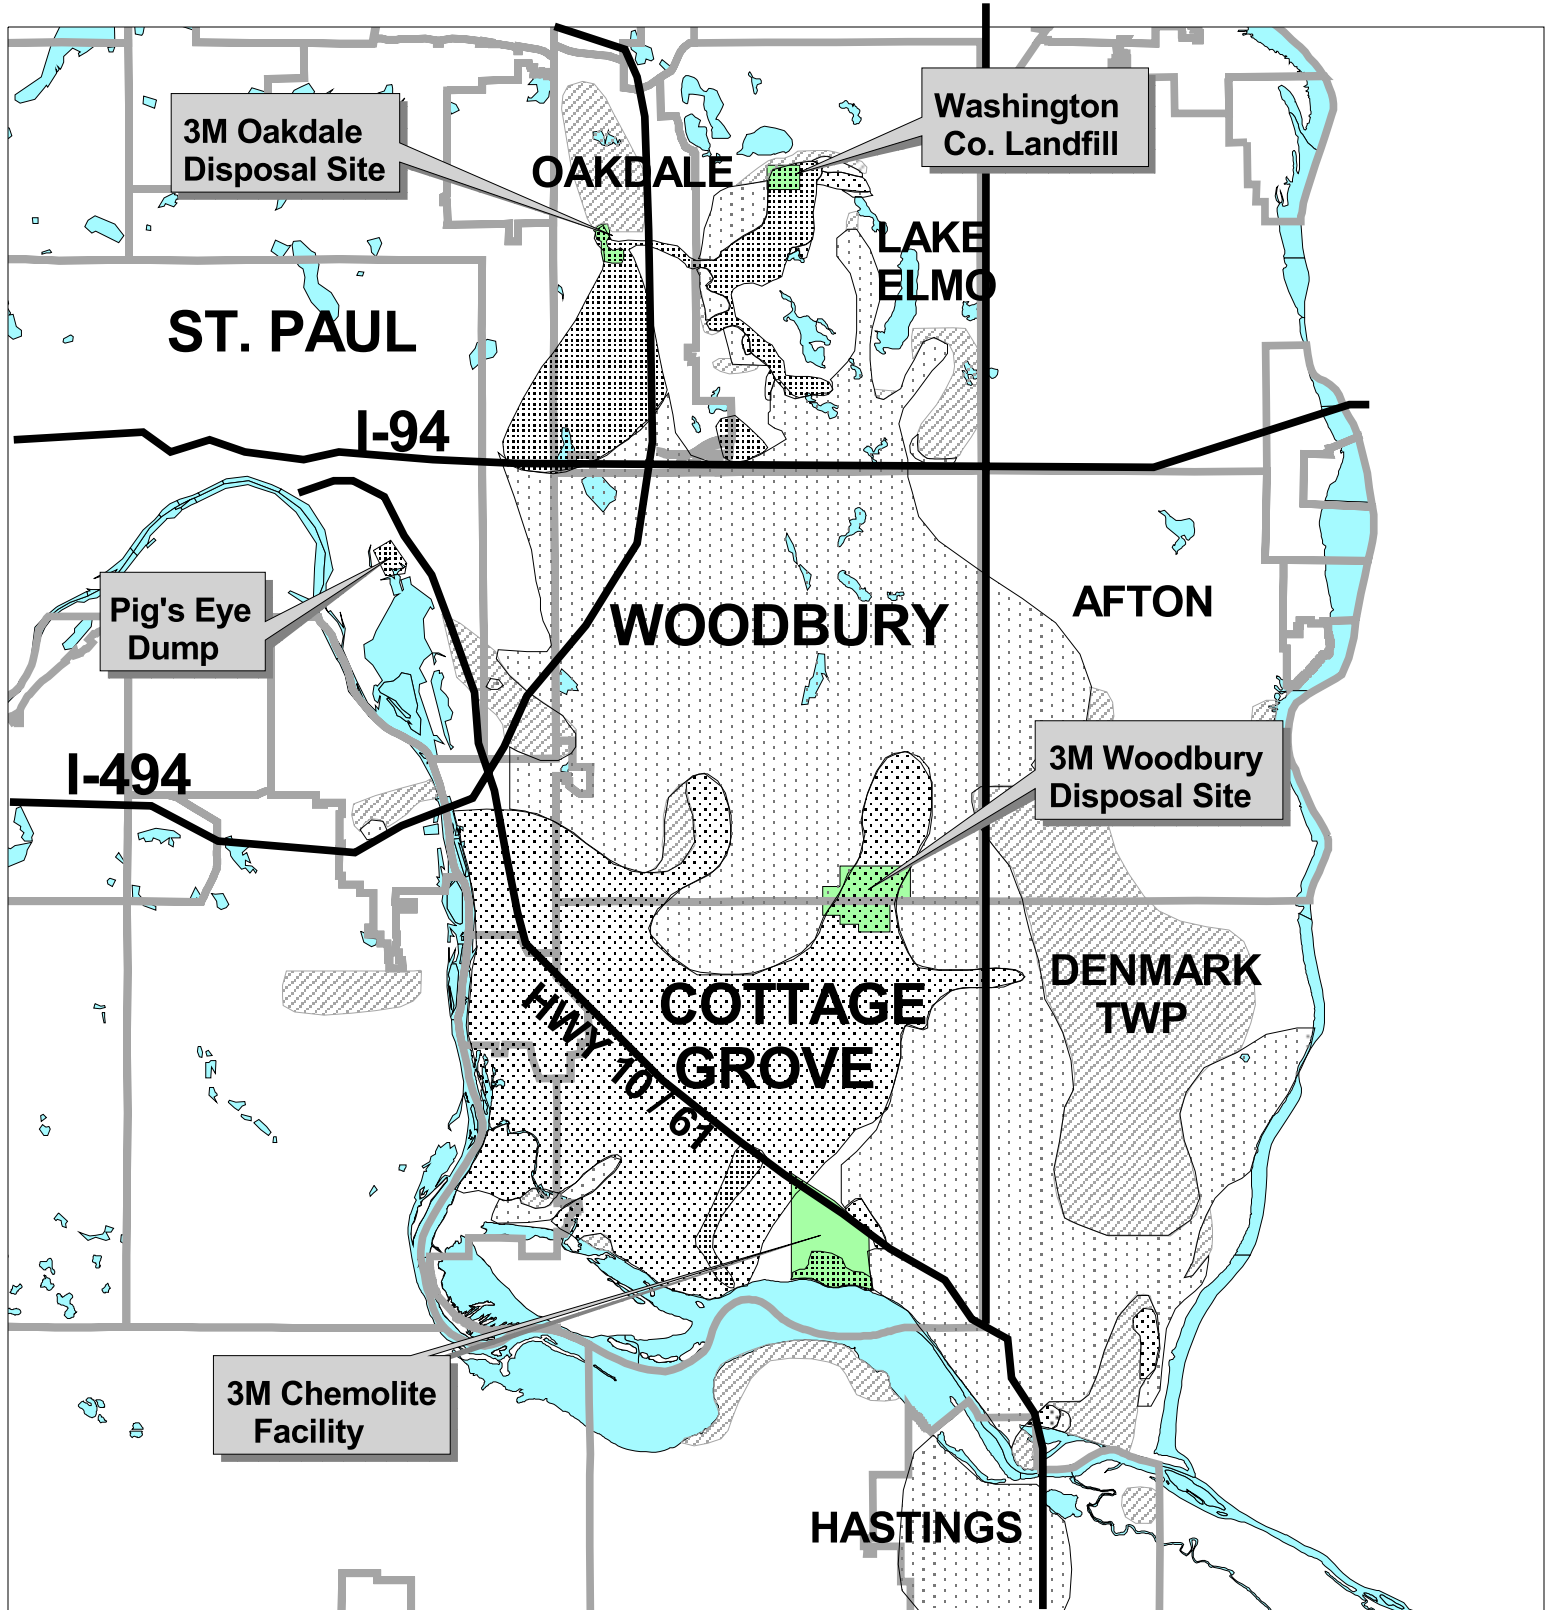 Washington
Co. Landfill
3M Oakdale
Disposal Site
OAKDALE
LAKE
ELMO
ST. PAUL
I-94
Pig's Eye
Dump
WOODBURY
AFTON
3M Woodbury
Disposal Site
I-494
DENMARK
TWP
COTTAGE
GROVE
HWY 10 / 61
3M Chemolite
Facility
HASTINGS